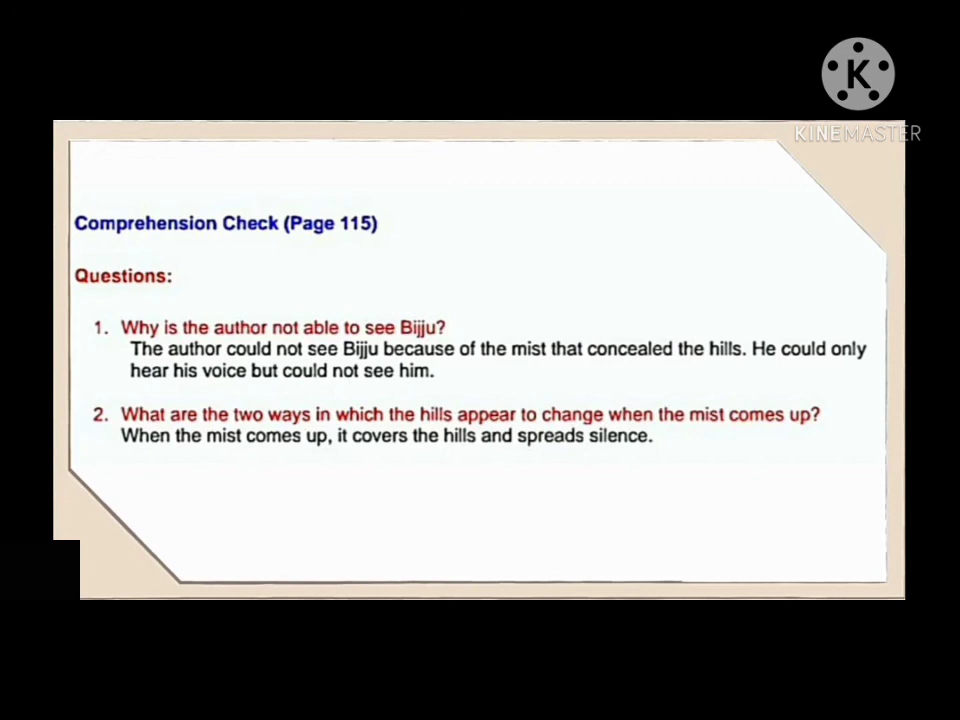 K
KINEMASTER
Comprehension Check (Page 115)
Questions:
1. Why is the author not able to see Bijju?
The author could not see Bijju because of the mist that concealed the hills. He could only
hear his voice but could not see him.
2. What are the two ways in which the hills appear to change when the mist comes up?
When the mist comes up, it covers the hills and spreads silence.